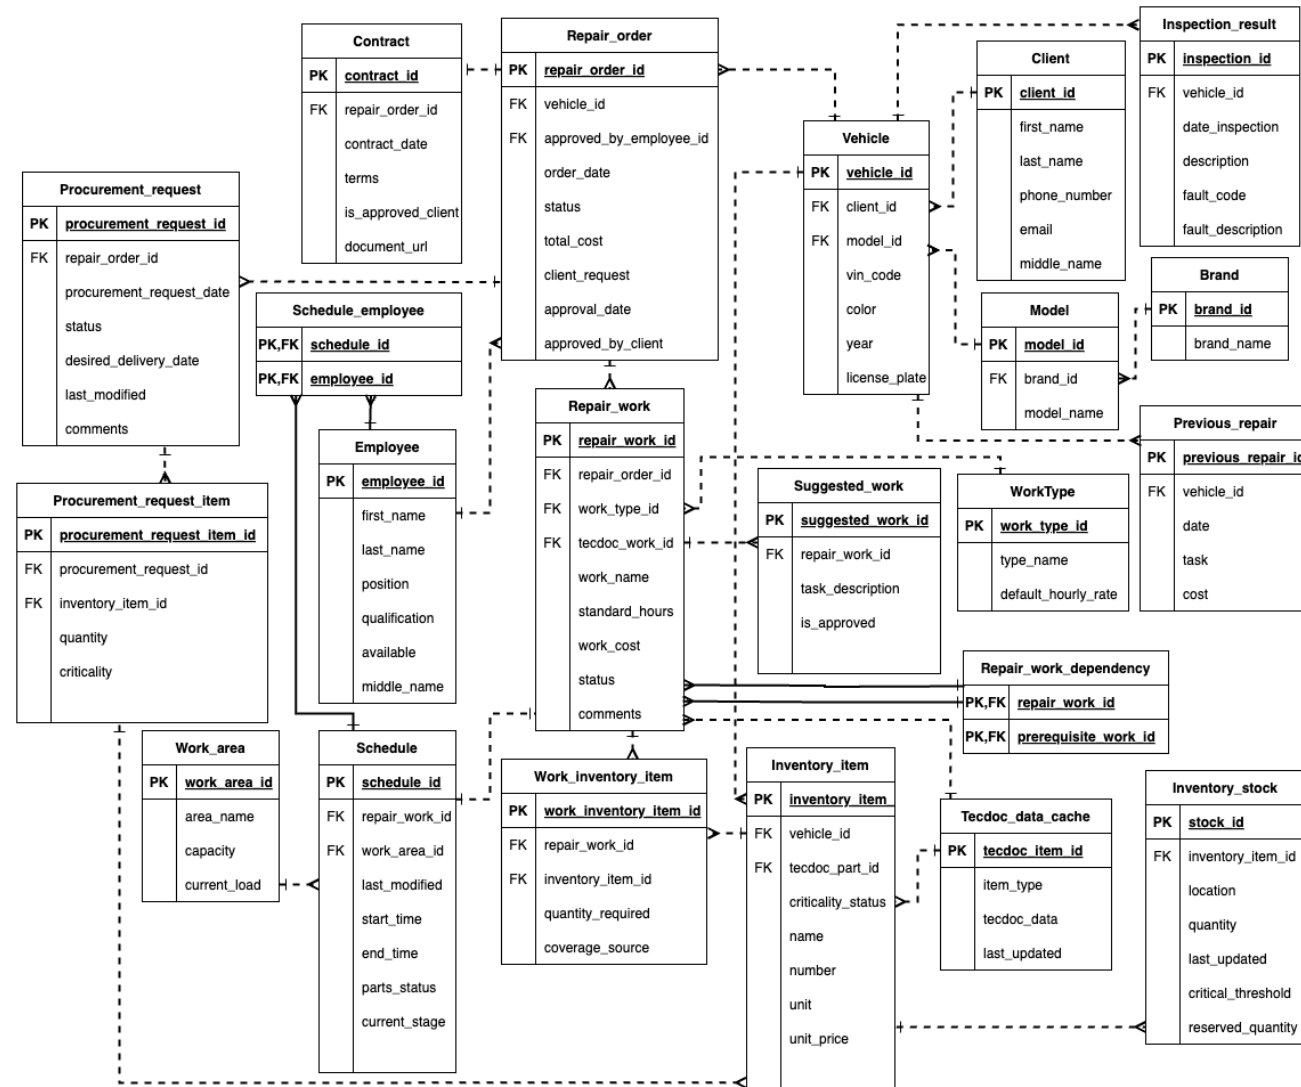 Contract
PK contract_id
FK repair_order_id
contract_date
terms
is_approved_client
document_url
Repair_order
PK repair_order_id
FK vehicle_id
FK approved_by_employee_id
order_date
status
total_cost
client_request
approval_date
approved_by_client
Inspection_result
PK inspection_id
FK vehicle_id
date_inspection
description
fault_code
fault_description
Client
PK client_id
first_name
last_name
phone_number
email
middle_name
Vehicle
PK vehicle_id
FK client_id
FK model_id
vin_code
color
year
license_plate
Procurement_request
PK procurement_request_id
FK repair_order_id
procurement_request_date
status
desired_delivery_date
last_modified
comments
Schedule_employee
PK,FK schedule_id
PK,FK employee_id
Brand
PK brand_id
brand_name
Model
PK model_id
FK brand_id
model_name
Repair_work
PK repair_work_id
FK repair_order_id
FK work_type_id
FK tecdoc_work_id
work_name
standard_hours
work_cost
status
comments
Employee
PK employee_id
first_name
last_name
position
qualification
available
middle_name
Previous_repair
PK previous_repair_id
FK vehicle_id
date
task
cost
Suggested_work
PK suggested_work_id
FK repair_work_id
task_description
is_approved
WorkType
PK work_type_id
type_name
default_hourly_rate
Procurement_request_item
PK procurement_request_item_id
FK procurement_request_id
FK inventory_item_id
quantity
criticality
Repair_work_dependency
PK,FK repair_work_id
PK,FK prerequisite_work_id
Work_area
PK work_area_id
area_name
capacity
current_load
Schedule
PK schedule_id
FK repair_work_id
FK work_area_id
last_modified
start_time
end_time
parts_status
current_stage
Work_inventory_item
PK work_inventory_item_id
FK repair_work_id
FK inventory_item_id
quantity_required
coverage_source
Inventory_item
PK inventory_item_
FK vehicle_id
FK tecdoc_part_id
criticality_status
name
number
unit
unit_price
Tecdoc_data_cache
PK tecdoc_item_id
item_type
tecdoc_data
last_updated
Inventory_stock
PK stock_id
FK inventory_item_id
location
quantity
last_updated
critical_threshold
reserved_quantity